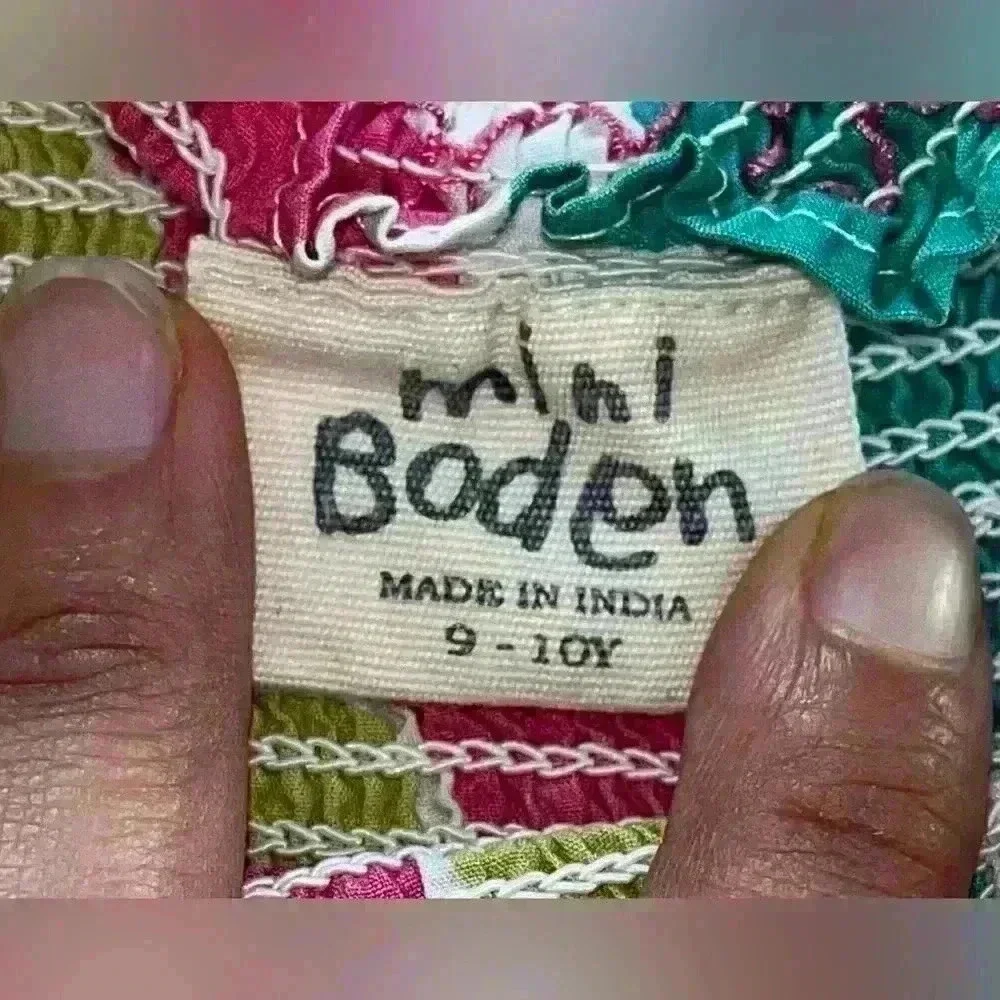 mini
Boden
MADE IN INDIA
9 - 10Y